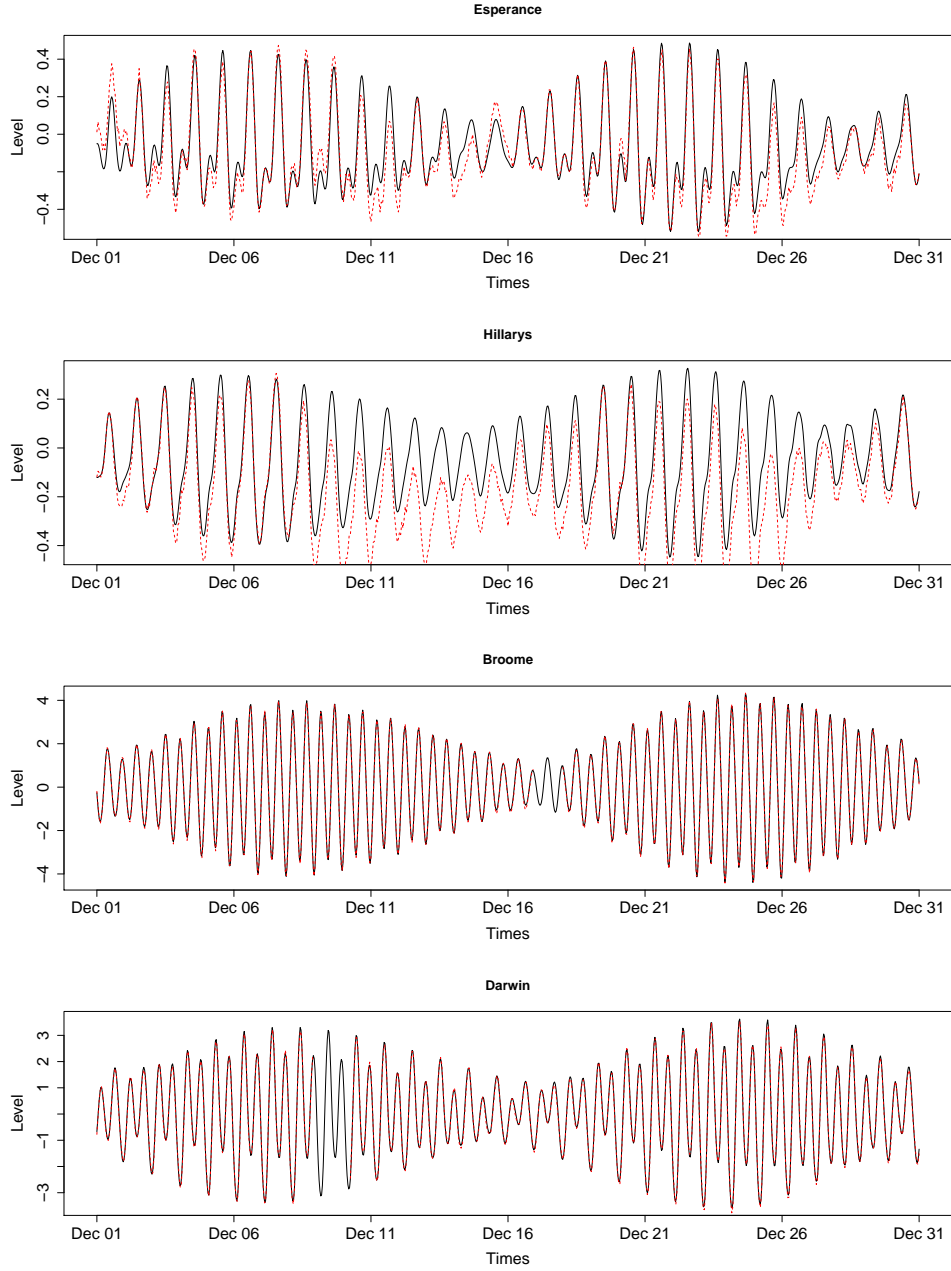 Esperance
Level
0.4
0.2
0.0
−0.4
Dec 01 Dec 06 Dec 11 Dec 16 Dec 21 Dec 26 Dec 31
Times
Hillarys
Level
0.2
0.0
−0.2
−0.4
Dec 01 Dec 06 Dec 11 Dec 16 Dec 21 Dec 26 Dec 31
Times
Broome
Level
4
2
0
−2
−4
Dec 01 Dec 06 Dec 11 Dec 16 Dec 21 Dec 26 Dec 31
Times
Darwin
Level
3
2
1
−1
−3
Dec 01 Dec 06 Dec 11 Dec 16 Dec 21 Dec 26 Dec 31
Times